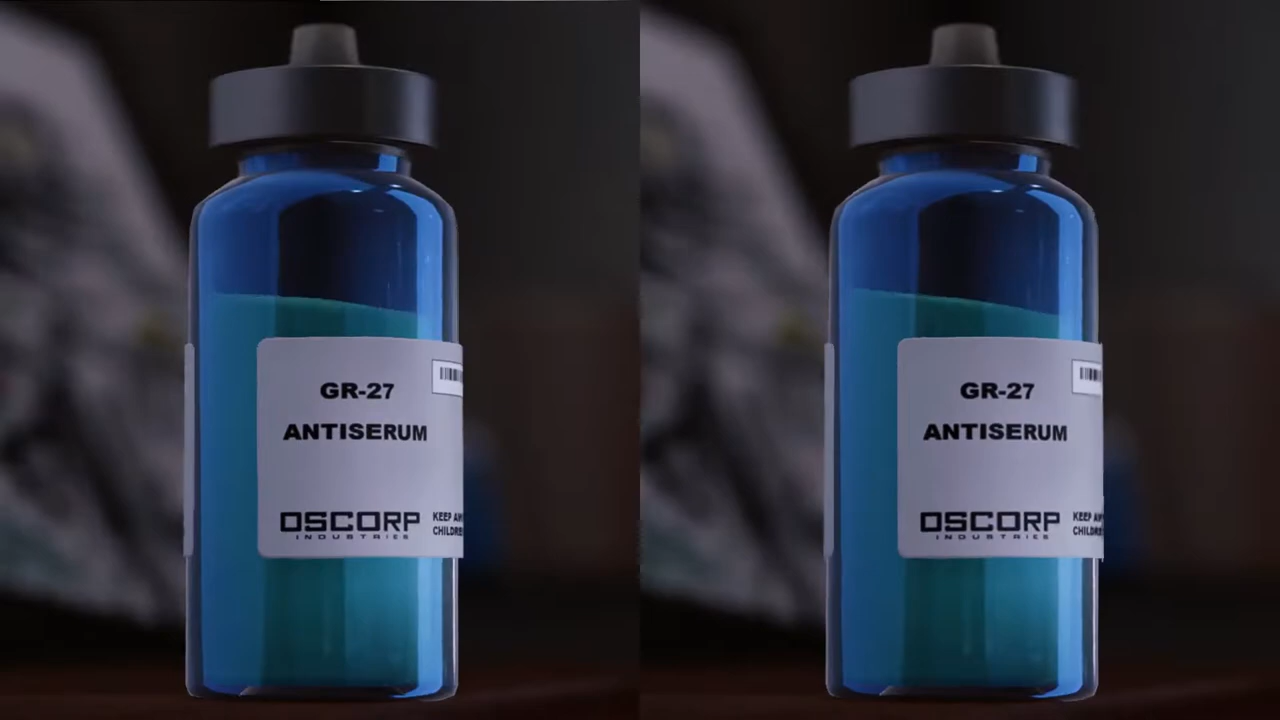 GR-27
ANTISERUM
OSCORP
INDUSTRIES
KEEP
GR-27
ANTISERUM
OSCORP
INDUSTRIES
KEEP